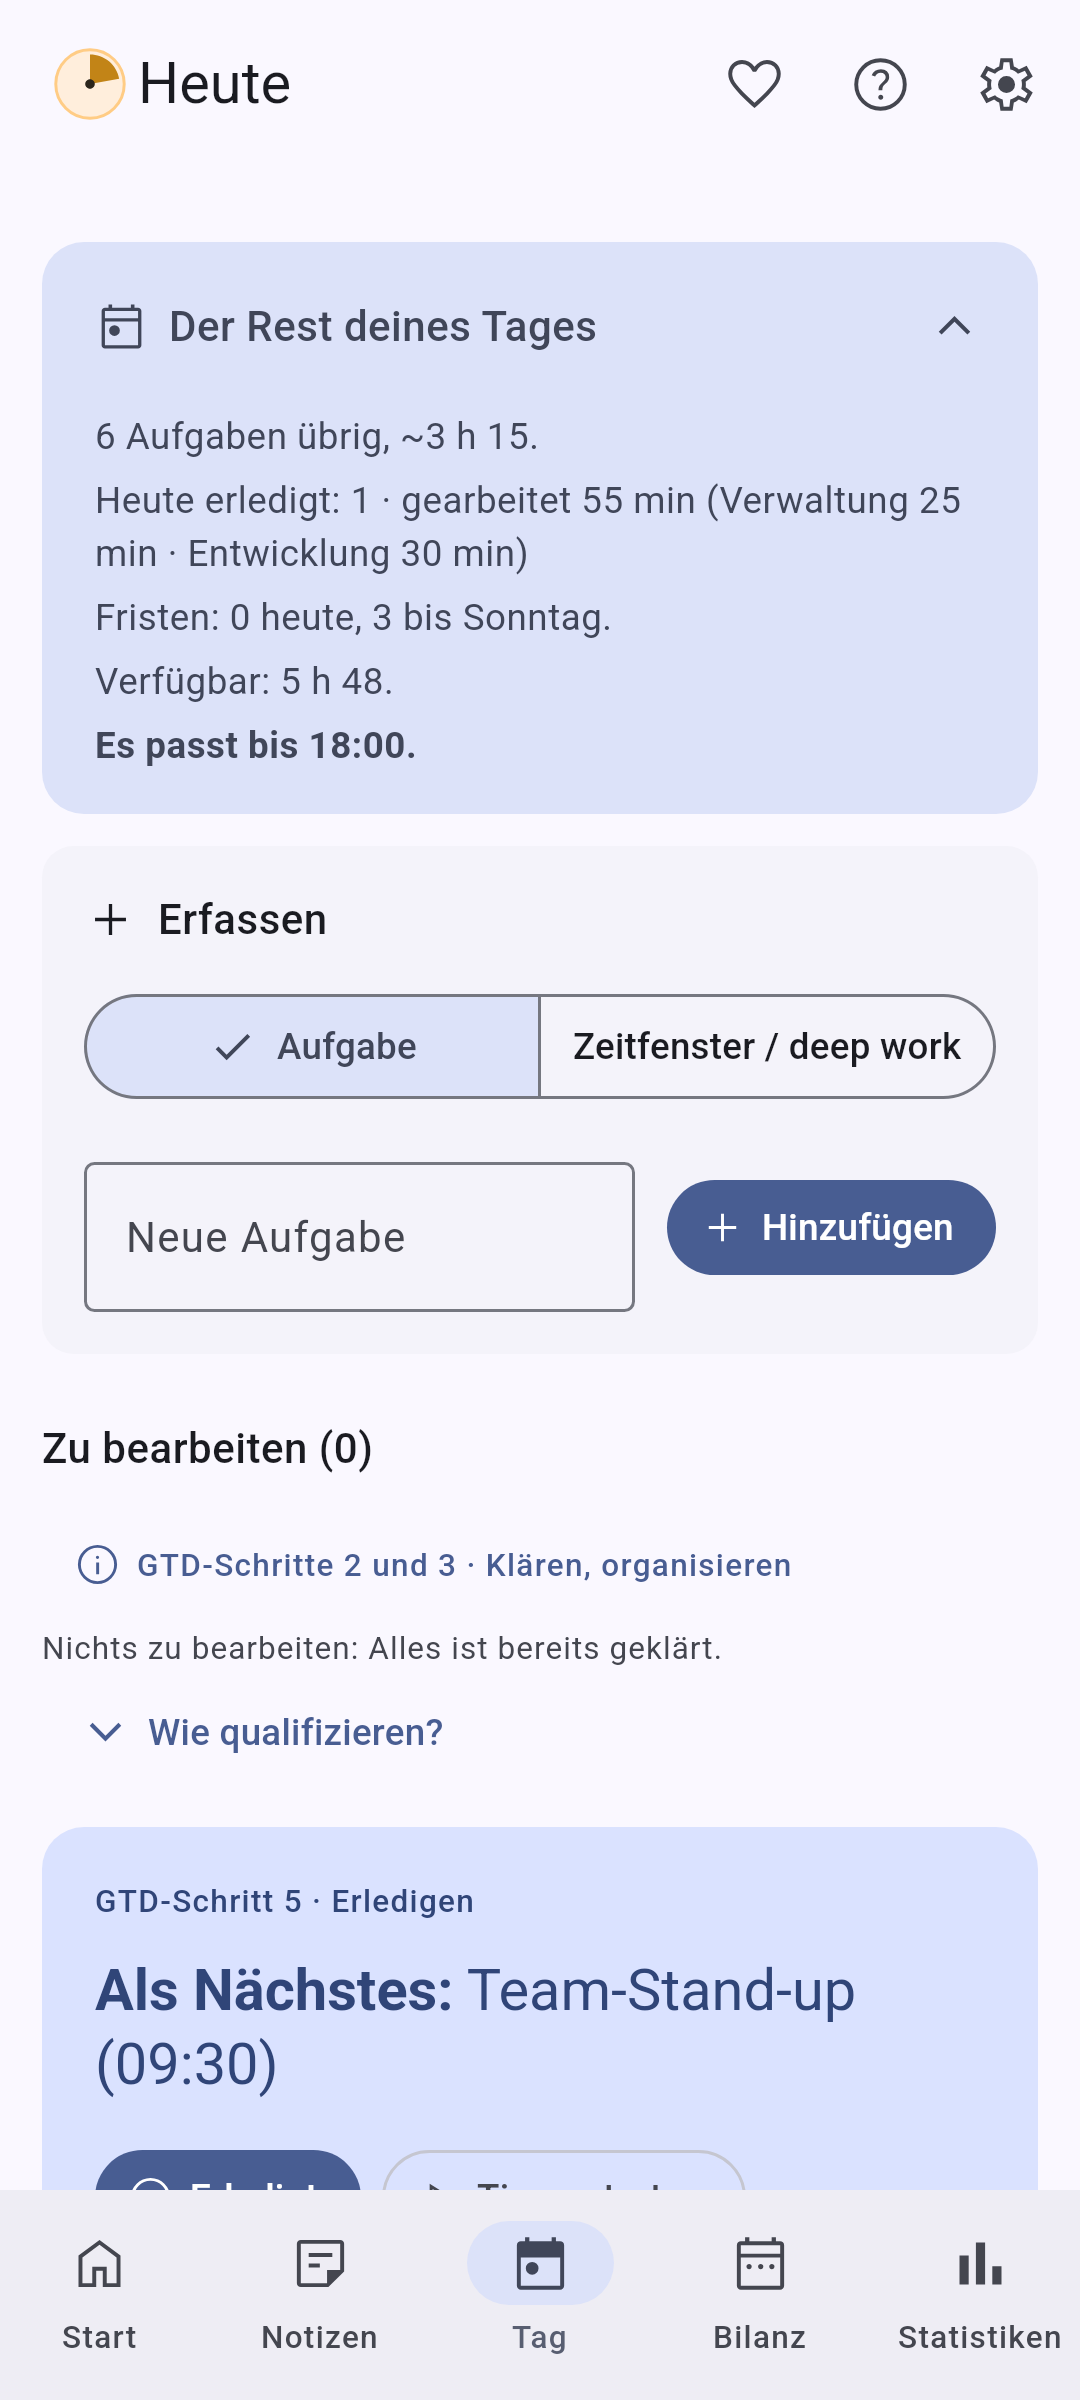 Heute
Der Rest deines Tages
6 Aufgaben übrig, ~3 h 15.
Heute erledigt: 1 · gearbeitet 55 min (Verwaltung 25
min · Entwicklung 30 min)
Fristen: 0 heute, 3 bis Sonntag.
Verfügbar: 5 h 48.
Es passt bis 18:00.
Erfassen
Aufgabe
Zeitfenster / deep work
Neue Aufgabe
Hinzufügen
Zu bearbeiten (0)
GTD-Schritte 2 und 3 · Klären, organisieren
Nichts zu bearbeiten: Alles ist bereits geklärt.
Wie qualifizieren?
GTD-Schritt 5 · Erledigen
Als Nächstes: Team-Stand-up
(09:30)
Start
Notizen
Tag
Bilanz
Statistiken